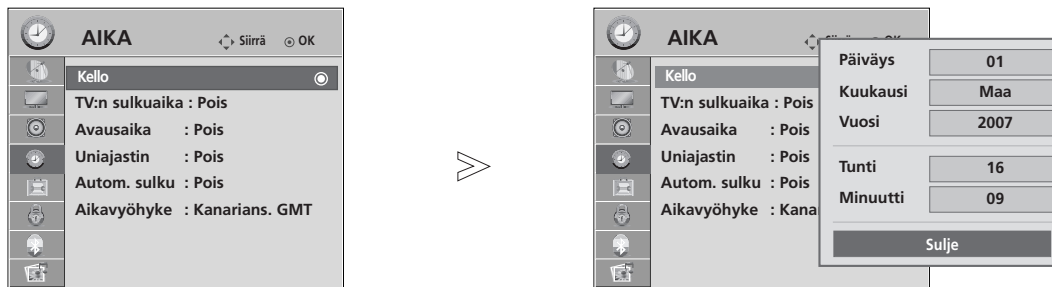 AIKA Siirrä OK
Kello
TV:n sulkuaika : Pois
Avausaika : Pois
Uniajastin : Pois
Autom. sulku : Pois
Aikavyöhyke : Kanarians. GMT
AIKA
Kello
TV:n sulkuaika : Pois
Avausaika : Pois
Uniajastin : Pois
Autom. sulku : Pois
Aikavyöhyke : Kana
Päiväys 01
Kuukausi Maa
Vuosi 2007
Tunti 16
Minuutti 09
Sulje